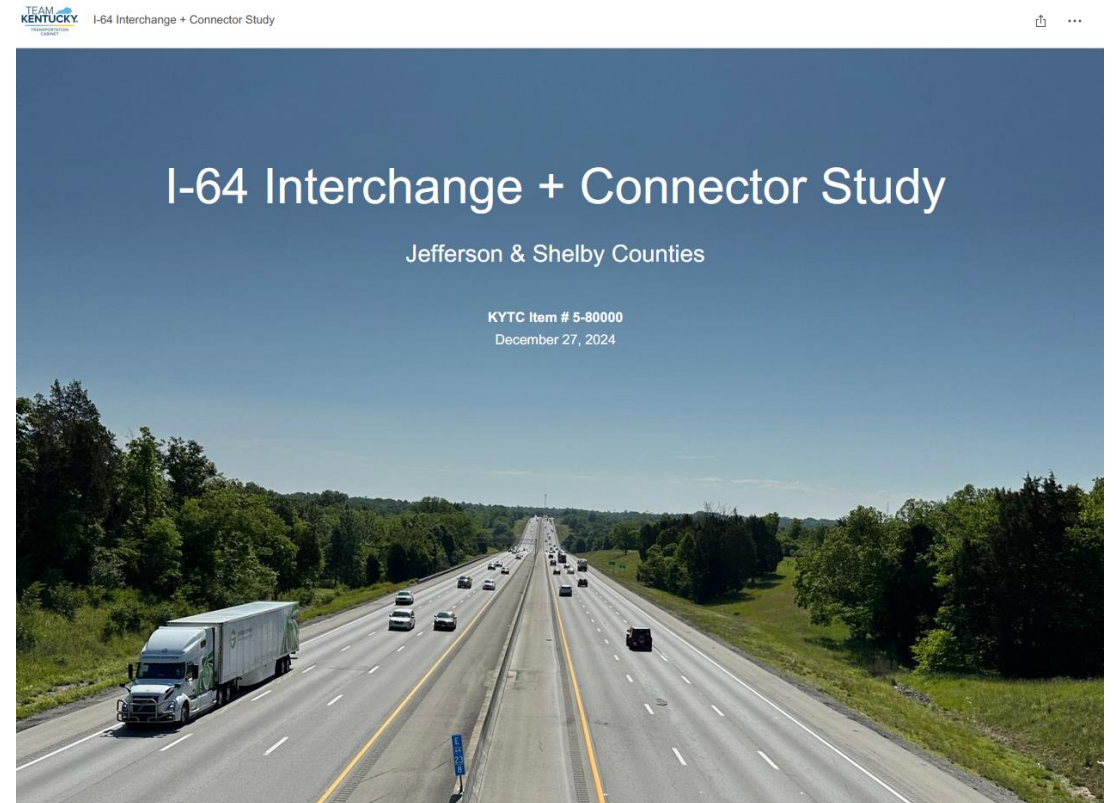 TEAM
KENTUCKY
TRANSPORTATION
CABINET
I-64 Interchange + Connector Study
I-64 Interchange + Connector Study
Jefferson & Shelby Counties
KYTC Item # 5-80000
December 27, 2024
E
23